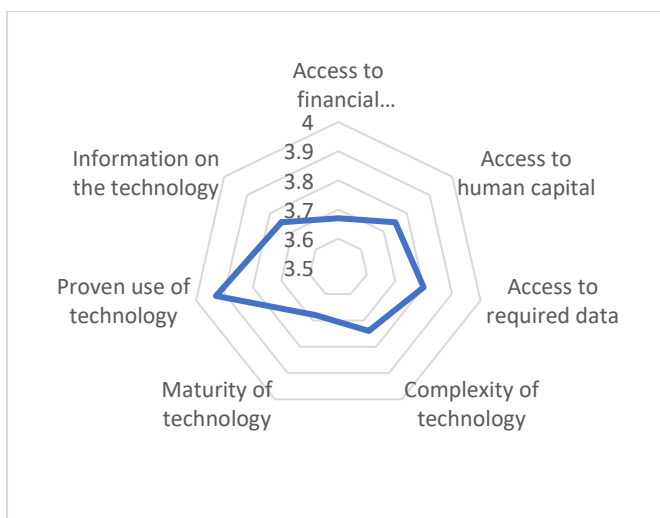 Access to
financial...
4
3.9
3.8
3.7
3.6
3.5
Access to
human capital
Access to
required data
Complexity of
technology
Maturity of
technology
Proven use of
technology
Information on
the technology